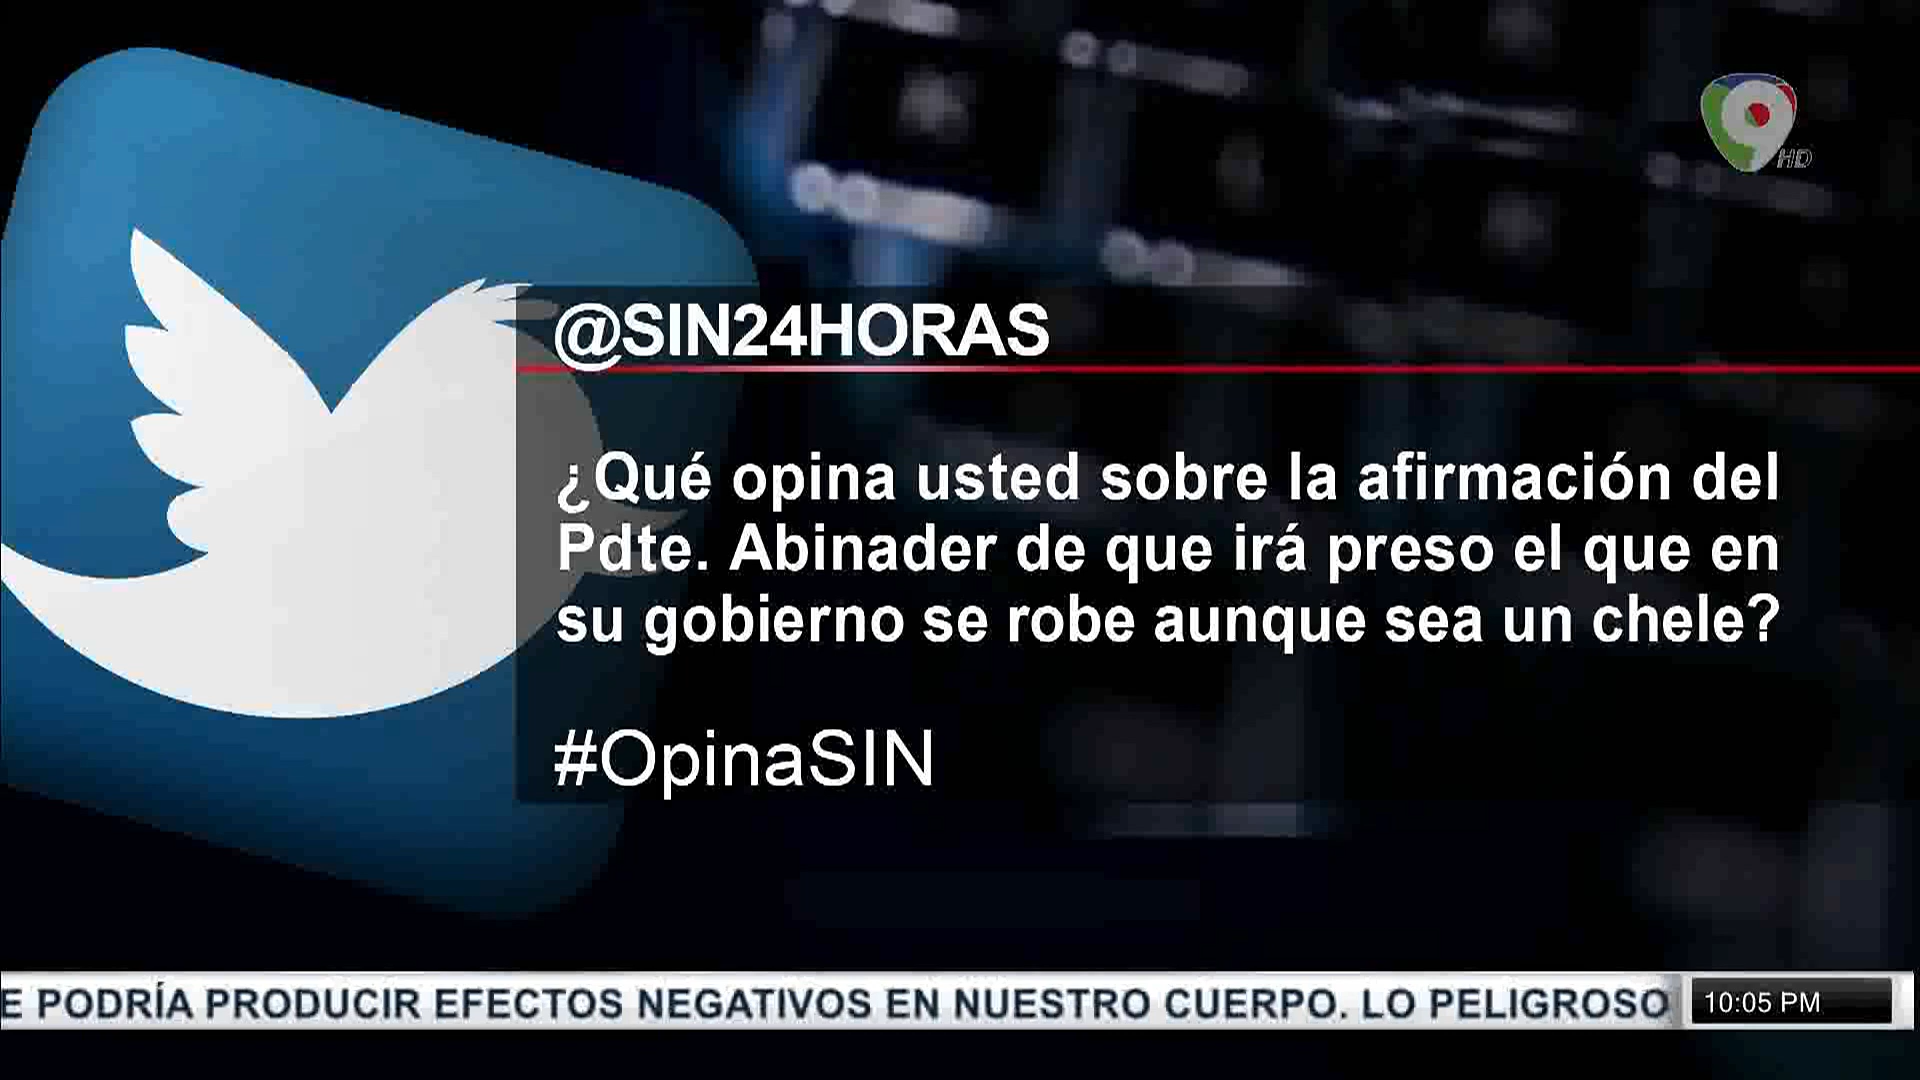 HD
@SIN24HORAS
¿Qué opina usted sobre la afirmación del
Pdte. Abinader de que irá preso el que en
su gobierno se robe aunque sea un chele?
#OpinaSIN
E PODRÍA PRODUCIR EFECTOS NEGATIVOS EN NUESTRO CUERPO. LO PELIGROSO
10:05 PM